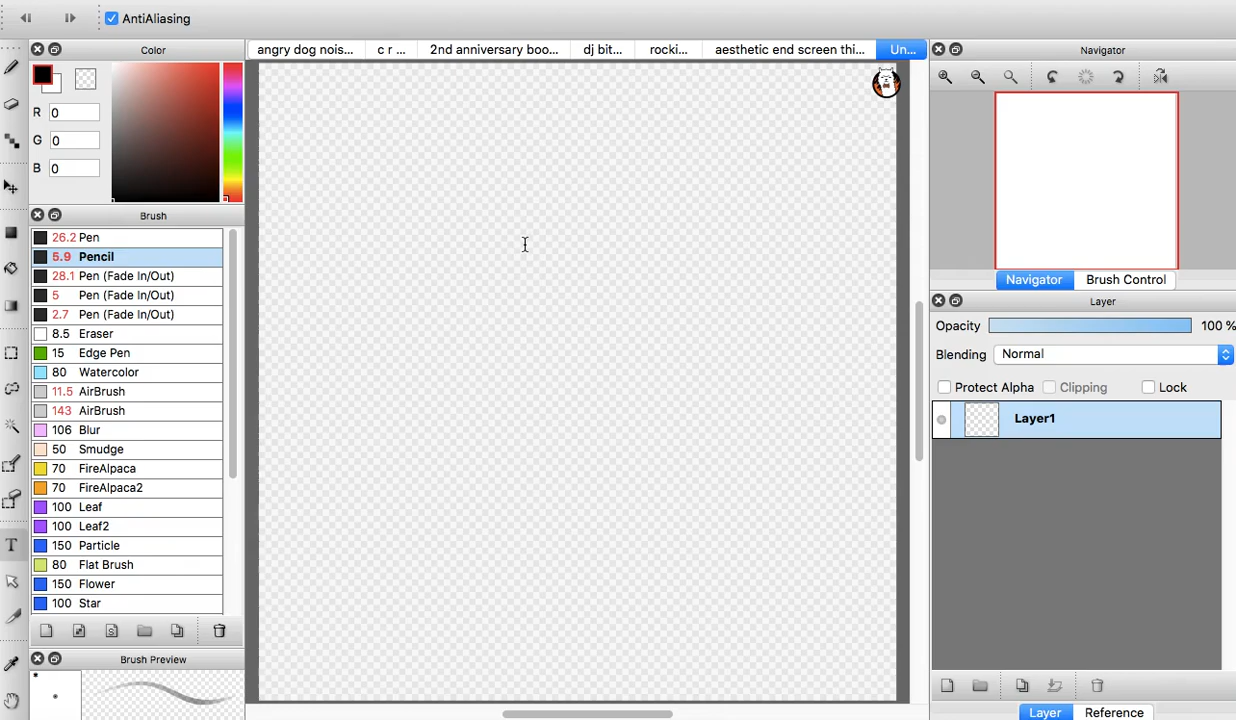 AntiAliasing
Color
angry dog nois...
c r ...
2nd anniversary boo...
dj bit...
rocki...
aesthetic end screen thi...
Un...
Navigator
R 0
G 0
B 0
Brush
26.2 Pen
5.9 Pencil
28.1 Pen (Fade In/Out)
5 Pen (Fade In/Out)
2.7 Pen (Fade In/Out)
8.5 Eraser
15 Edge Pen
80 Watercolor
11.5 AirBrush
143 AirBrush
106 Blur
50 Smudge
70 FireAlpaca
70 FireAlpaca2
100 Leaf
100 Leaf2
150 Particle
80 Flat Brush
150 Flower
100 Star
Brush Preview
T
Navigator
Brush Control
Layer
Opacity 100 %
Blending Normal
Protect Alpha Clipping Lock
Layer1
Layer
Reference